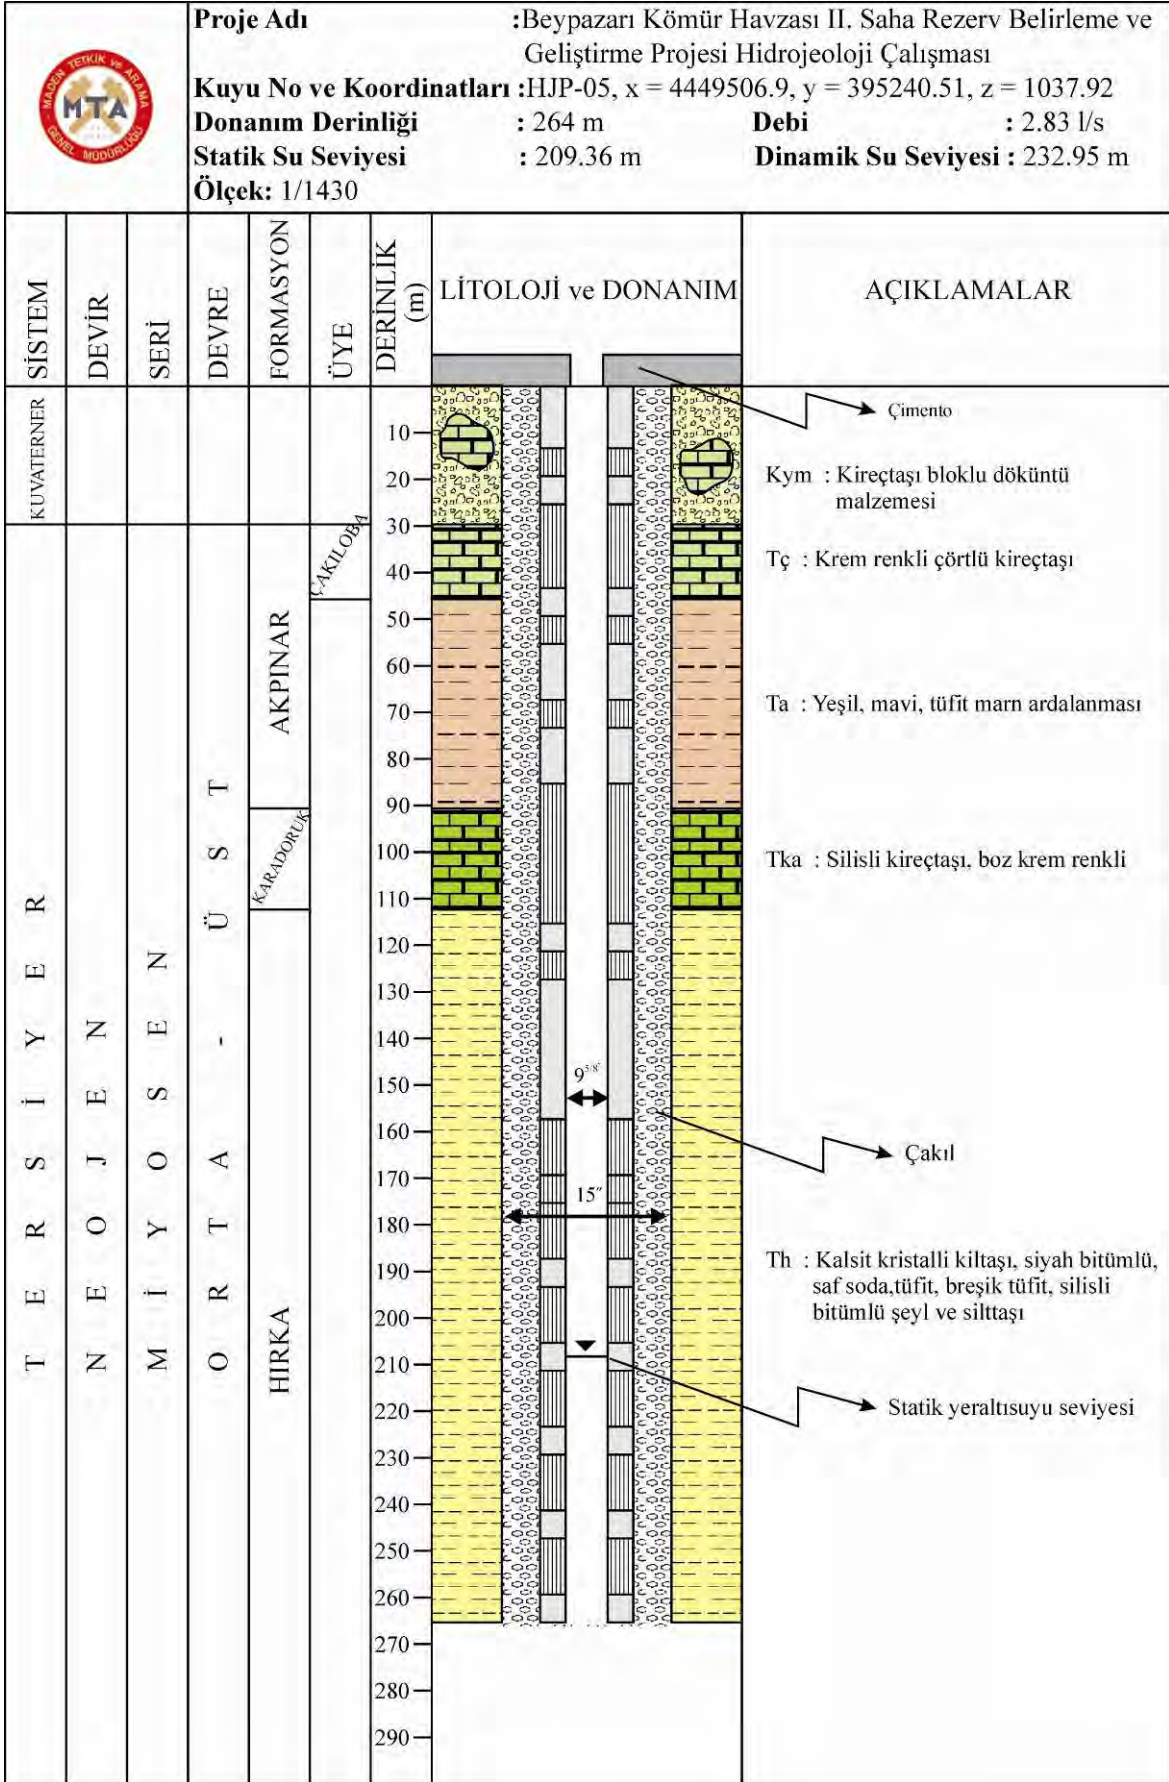 MADEN TETKİK ve ARAMA
MTA
GENEL MÜDÜRLÜĞÜ
Proje Adı :Beypazarı Kömür Havzası II. Saha Rezerv Belirleme ve
Geliştirme Projesi Hidrojeoloji Çalışması
Kuyu No ve Koordinatları :HJP-05, x = 4449506.9, y = 395240.51, z = 1037.92
Donanım Derinliği : 264 m Debi : 2.83 l/s
Statik Su Seviyesi : 209.36 m Dinamik Su Seviyesi : 232.95 m
Ölçek: 1/1430
SİSTEM
DEVİR
SERİ
DEVRE
FORMASYON
ÜYE
DERİNLİK
(m)
LİTOLOJİ ve DONANIM
AÇIKLAMALAR
KUVATERNER
TERSİYER
NEOJEN
MİYOSEN
ORTA - ÜST
AKPINAR
KARADORUK
HIRKA
ÇAKILOBA
10
20
30
40
50
60
70
80
90
100
110
120
130
140
150
160
170
180
190
200
210
220
230
240
250
260
270
280
290
9 5/8"
15"
Çimento
Kym : Kireçtaşı bloklu döküntü
malzemesi
Tç : Krem renkli çörtlü kireçtaşı
Ta : Yeşil, mavi, tüfit marn ardalanması
Tka : Silisli kireçtaşı, boz krem renkli
Çakıl
Th : Kalsit kristalli kiltaşı, siyah bitümlü,
saf soda,tüfit, breşik tüfit, silisli
bitümlü şeyl ve silttaşı
Statik yeraltısuyu seviyesi